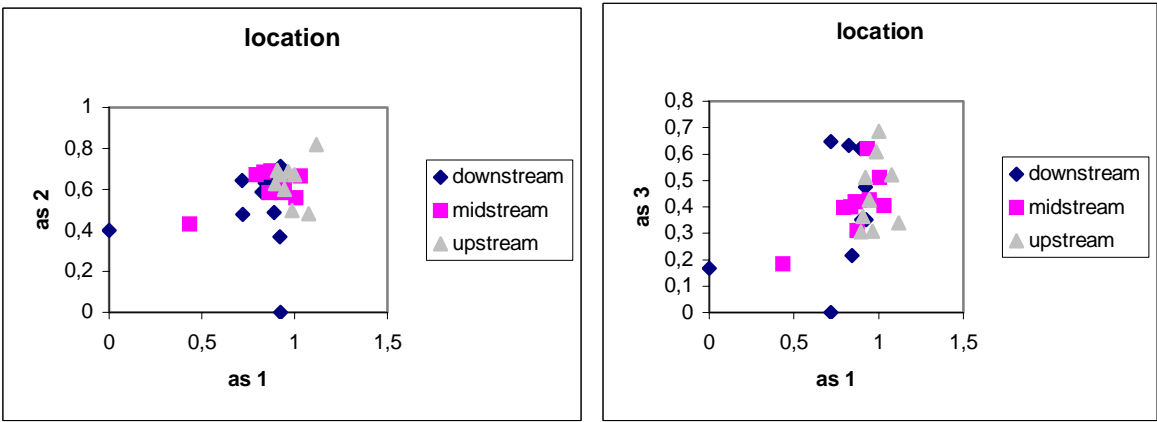 location
as 2
1
0,8
0,6
0,4
0,2
0
0 0,5 1 1,5
as 1
downstream
midstream
upstream
location
as 3
0,8
0,7
0,6
0,5
0,4
0,3
0,2
0,1
0
0 0,5 1 1,5
as 1
downstream
midstream
upstream